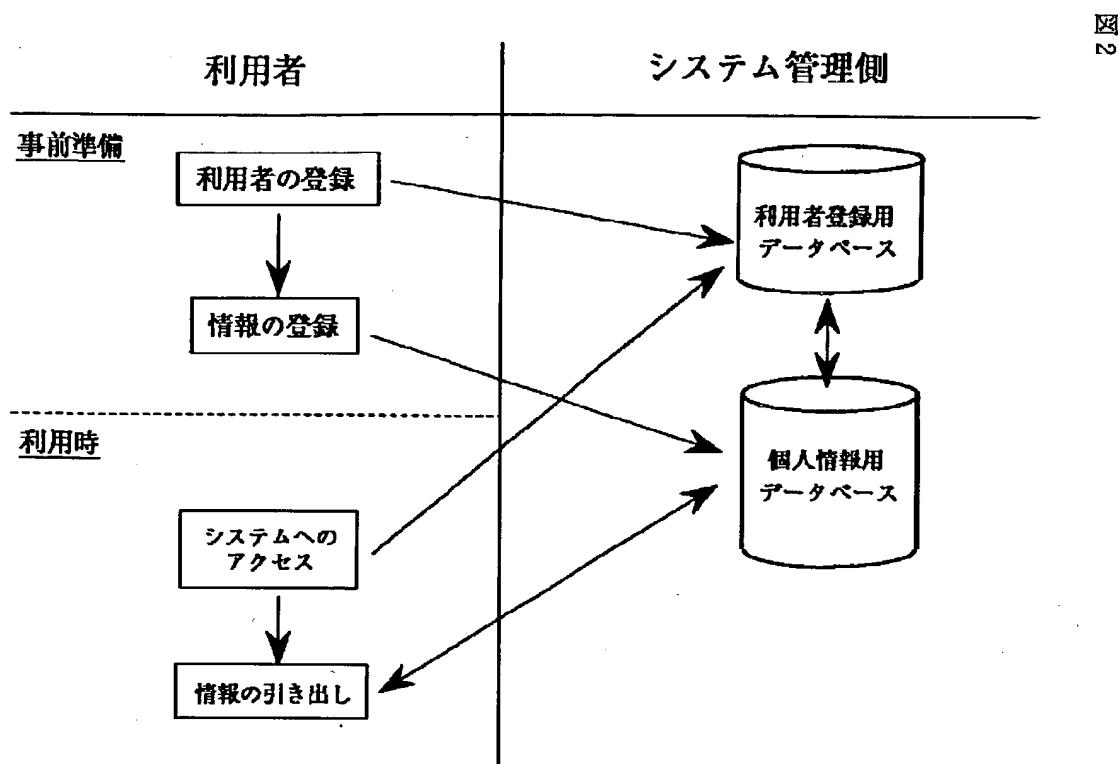 図2
利用者
システム管理側
事前準備
利用者の登録
利用者登録用
データベース
情報の登録
利用時
個人情報用
データベース
システムへの
アクセス
情報の引き出し